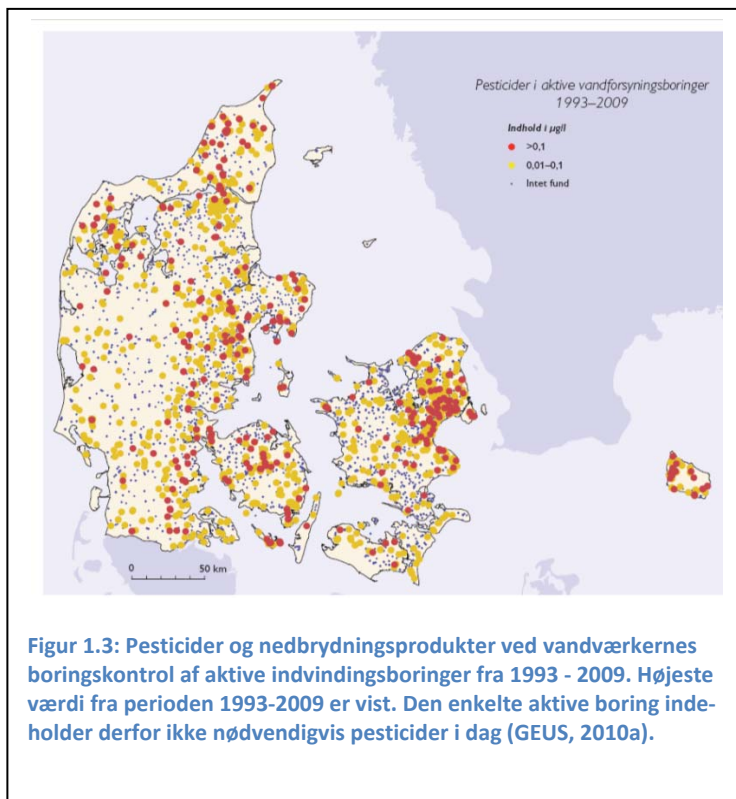 Pesticider i aktive vandforsyningsboringer
1993–2009
Indhold i µg/l
>0,1
0,01–0,1
Intet fund
0 50 km
Figur 1.3: Pesticider og nedbrydningsprodukter ved vandværkernes
boringskontrol af aktive indvindingsboringer fra 1993 - 2009. Højeste
værdi fra perioden 1993-2009 er vist. Den enkelte aktive boring inde-
holder derfor ikke nødvendigvis pesticider i dag (GEUS, 2010a).